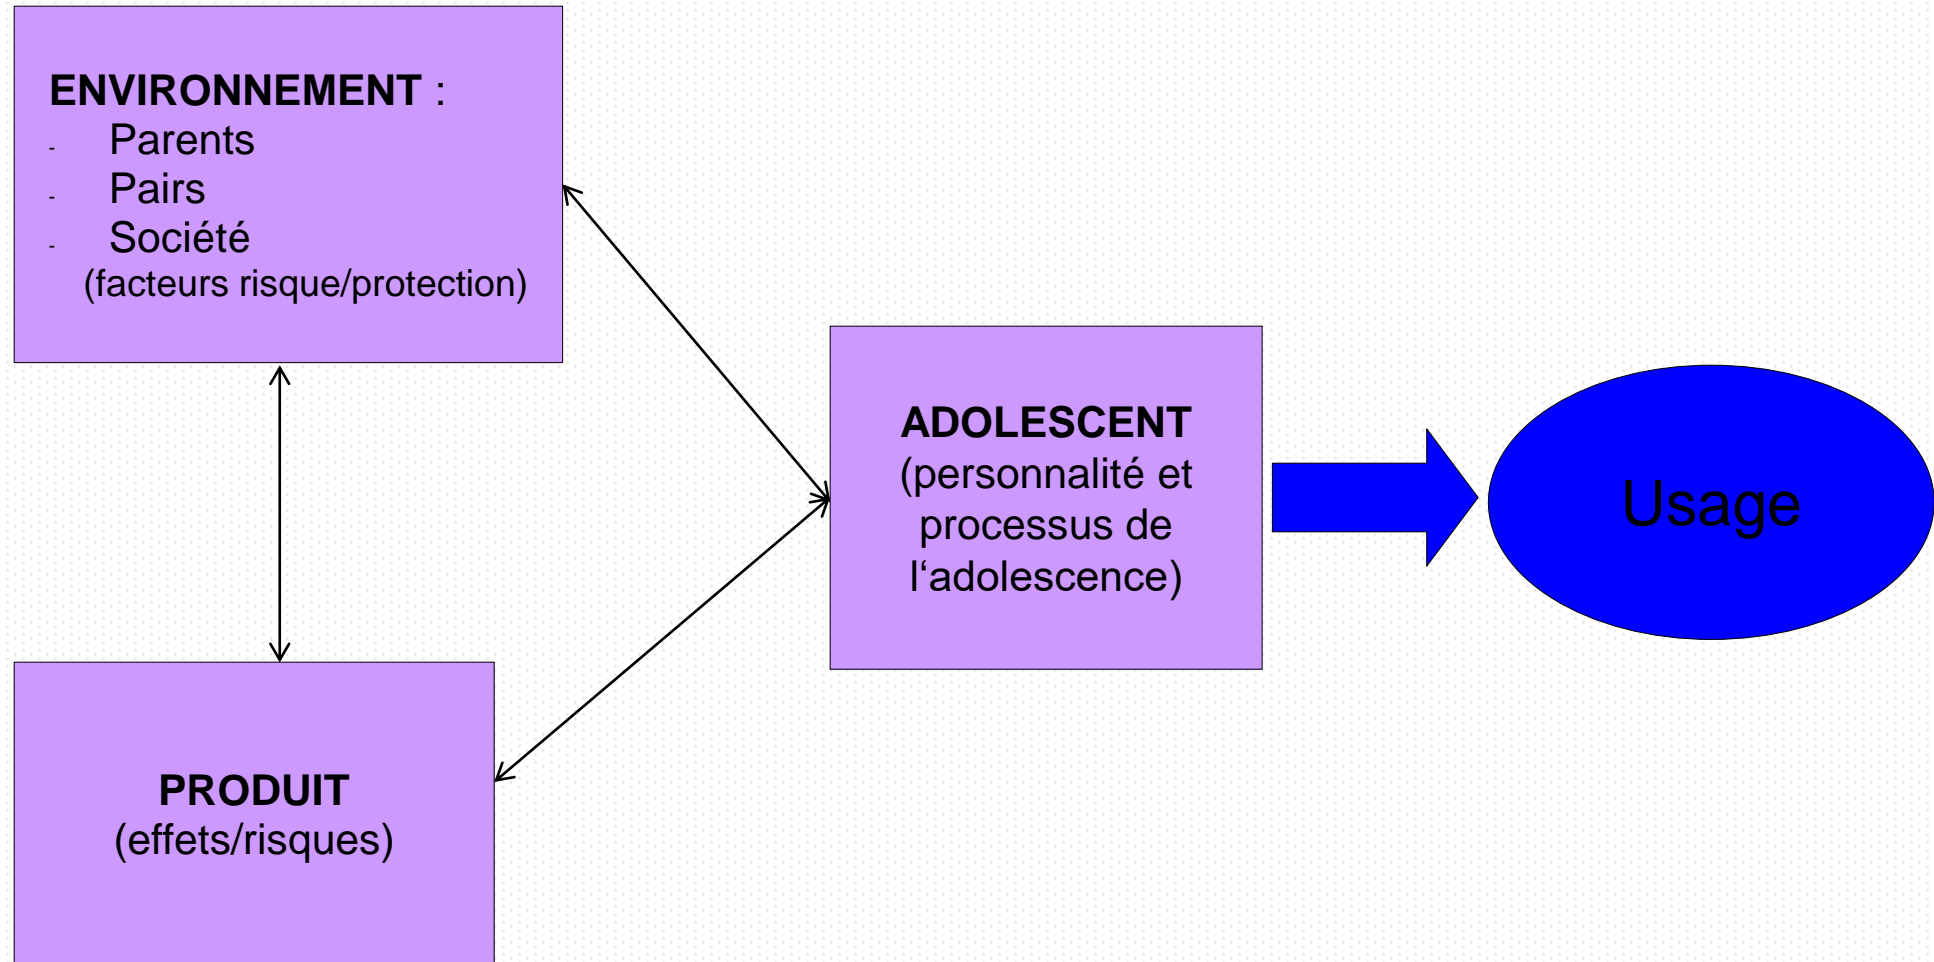 ENVIRONNEMENT :
- Parents
- Pairs
- Société
(facteurs risque/protection)
ADOLESCENT
(personnalité et
processus de
l‘adolescence)
Usage
PRODUIT
(effets/risques)